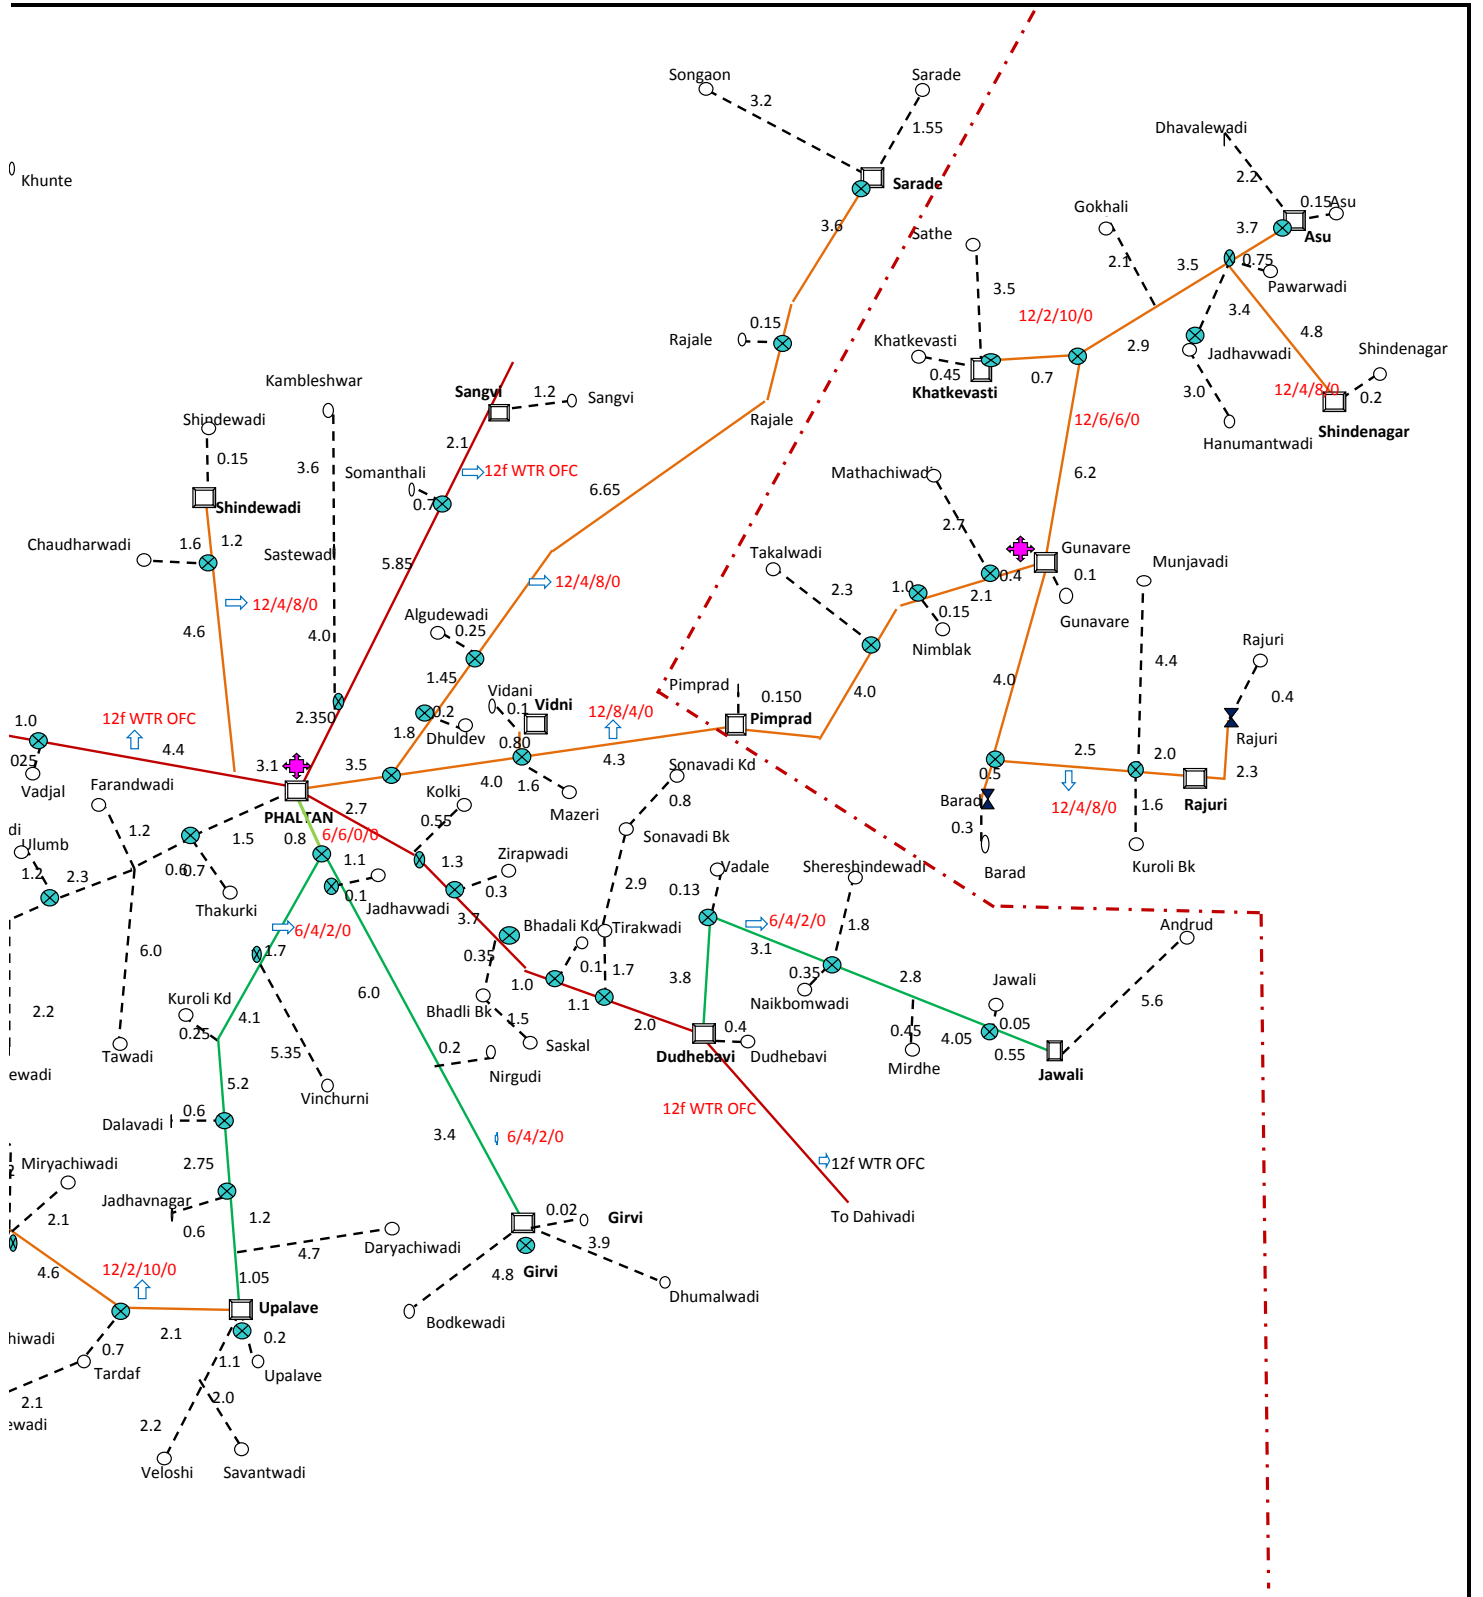 Songaon
Sarade
3.2
1.55
Dhavalewadi
Khunte
2.2
Sarade
0.15
Asu
Gokhali
3.7
3.6
Sathe
Asu
2.1
3.5
0.75
Pawarwadi
3.5
3.4
12/2/10/0
0.15
4.8
Rajale
Khatkevasti
2.9
Jadhavwadi
Shindenagar
0.45
0.7
Kambleshwar
Sangvi
1.2
Sangvi
Khatkevasti
3.0
12/4/8/0
0.2
Shindewadi
Rajale
12/6/6/0
Shindenagar
2.1
Hanumantwadi
0.15
3.6
Somanthali
12f WTR OFC
Mathachiwadi
6.2
0.7
6.65
Shindewadi
2.7
Chaudharwadi
1.6
1.2
Sastewadi
Takalwadi
Gunavare
Munjavadi
5.85
0.4
0.1
12/4/8/0
2.3
1.0
2.1
12/4/8/0
0.15
Algudewadi
Gunavare
4.6
4.0
0.25
Nimblak
Rajuri
4.4
1.45
4.0
Vidani
Pimprad
0.150
4.0
0.4
1.0
12f WTR OFC
2.350
0.2
0.1
Vidni
12/8/4/0
Pimprad
1.8
Dhuldev
0.80
Rajuri
4.4
025
3.1
3.5
4.3
2.5
2.0
4.0
1.6
Sonavadi Kd
0.5
2.3
Vadjal
Farandwadi
Kolki
0.8
Barad
12/4/8/0
Rajuri
PHALTAN
2.7
Mazeri
di
1.2
1.5
0.8
6/6/0/0
0.55
Sonavadi Bk
0.3
1.6
Ulumb
1.1
1.3
Zirapwadi
Vadale
Shereshindewadi
Barad
Kuroli Bk
1.2
2.3
0.6
0.7
0.1
0.3
2.9
0.13
Thakurki
Jadhavwadi
3.7
6/4/2/0
Bhadali Kd
Tirakwadi
6/4/2/0
1.8
Andrud
6.0
1.7
0.35
3.1
0.1
1.7
3.8
0.35
2.8
Jawali
Kuroli Kd
6.0
1.0
Naikbomwadi
5.6
2.2
4.1
Bhadli Bk
1.1
2.0
0.4
0.45
4.05
0.05
0.25
1.5
Tawadi
5.35
0.2
Saskal
Dudhebavi
Dudhebavi
0.55
Mirdhe
Jawali
ewadi
5.2
Nirgudi
Vinchurni
0.6
12f WTR OFC
Dalavadi
3.4
6/4/2/0
2
Miryachiwadi
2.75
12f WTR OFC
Jadhavnagar
2.1
0.6
1.2
0.02
Girvi
To Dahivadi
4.7
Daryachiwadi
3.9
4.6
12/2/10/0
1.05
4.8
Girvi
Dhumalwadi
Upalave
Bodkewadi
hiwadi
2.1
0.2
0.7
1.1
Tardaf
Upalave
2.1
2.0
ewadi
2.2
Veloshi
Savantwadi